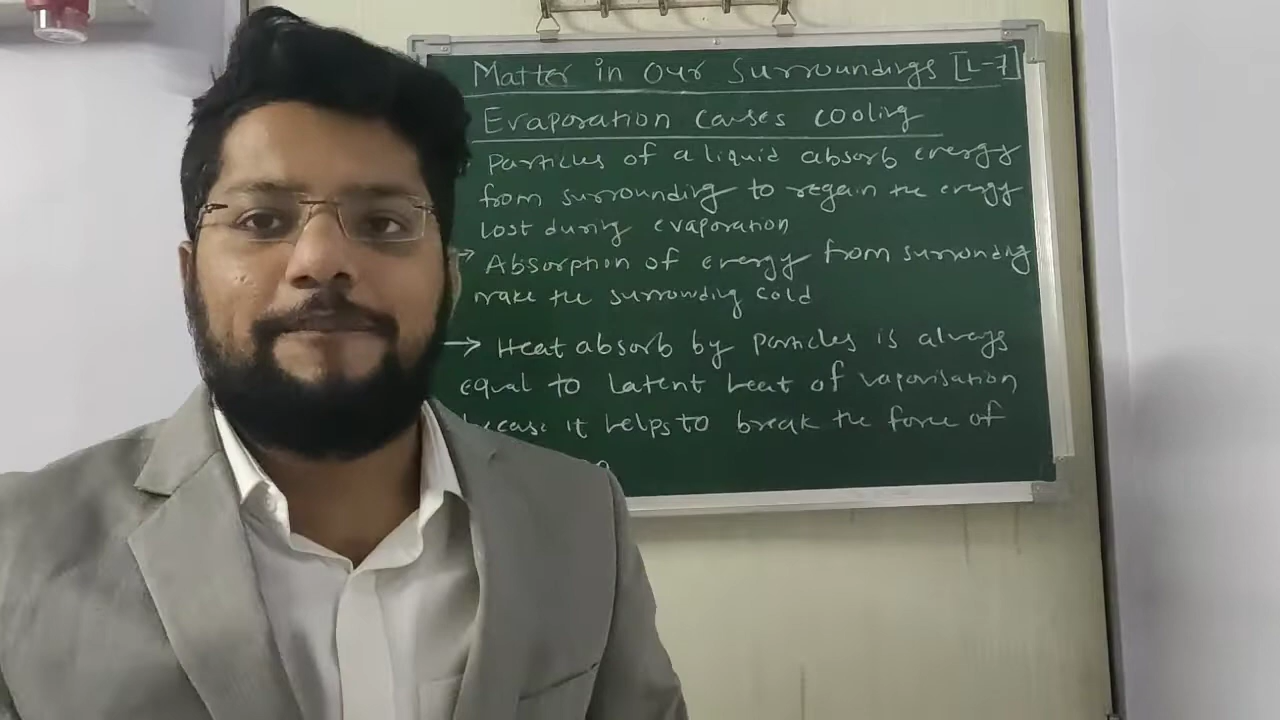 Matter in Our Surroundings [L-7]
Evaporation causes cooling
Particles of a liquid absorb energy
from surrounding to regain the energy
lost during evaporation
→ Absorption of energy from surrounding
make the surrounding cold
→ Heat absorb by particles is always
equal to latent heat of vaporisation
it helps to break the force of